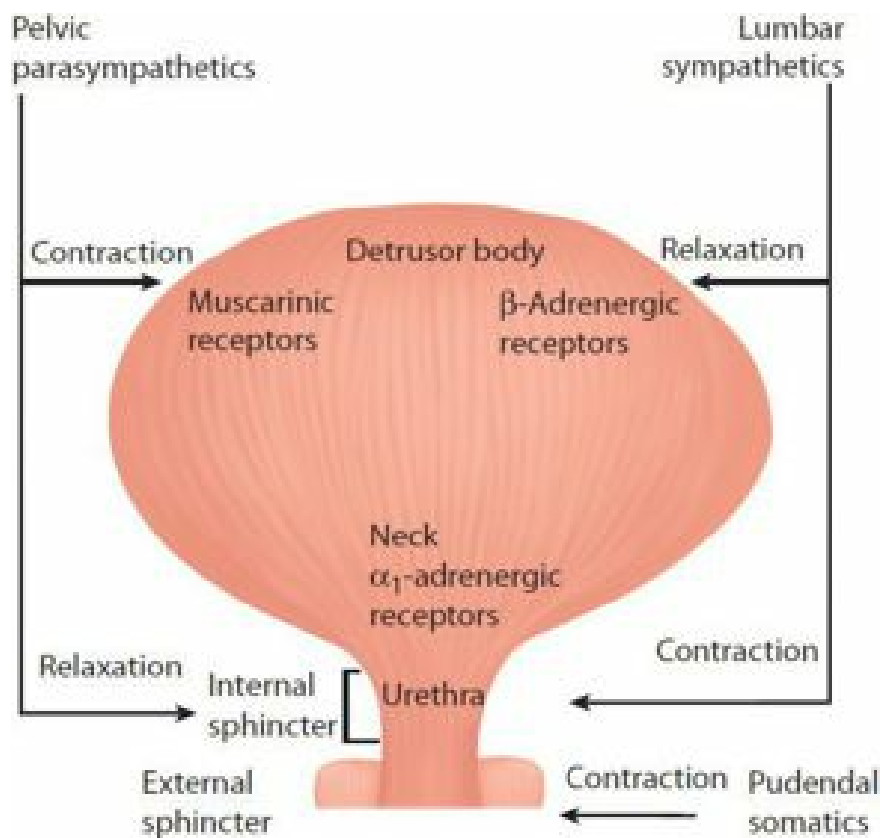 Pelvic
parasympathetics
Lumbar
sympathetics
Contraction
Detrusor body
Relaxation
Muscarinic
receptors
β-Adrenergic
receptors
Neck
α₁-adrenergic
receptors
Relaxation
Contraction
Internal
sphincter
Urethra
External
sphincter
Contraction
Pudendal
somatics